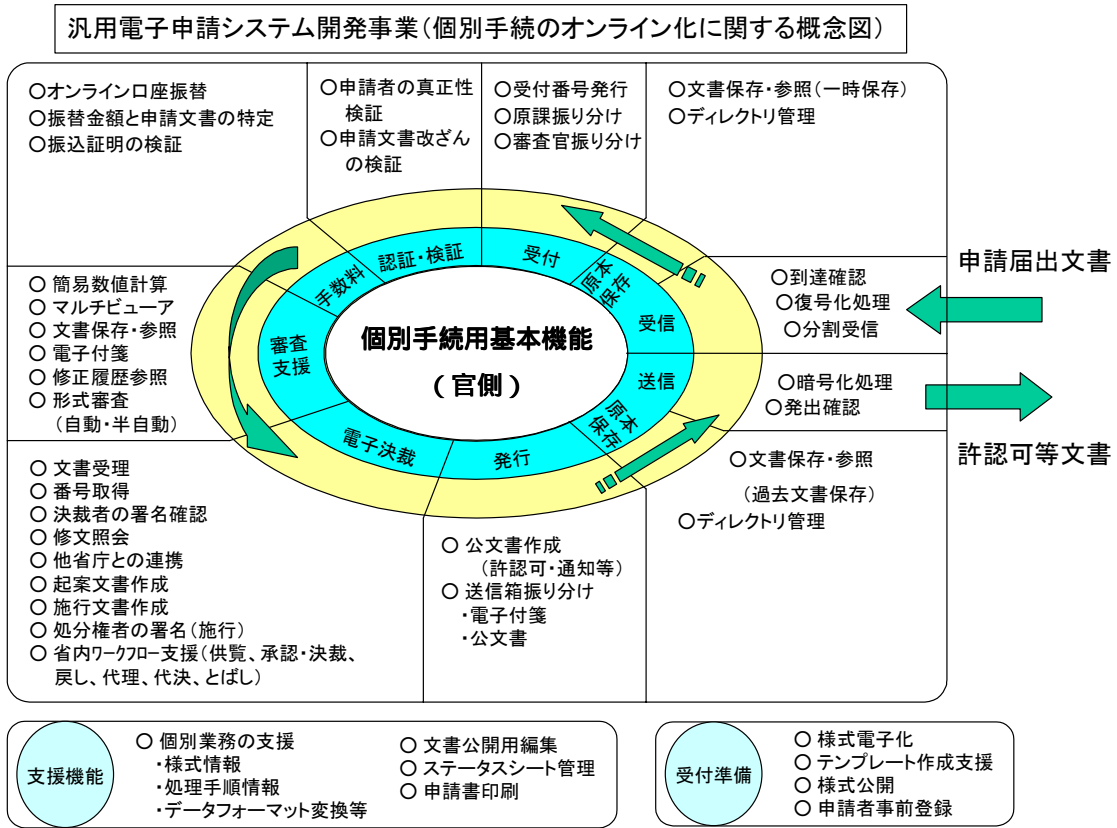 汎用電子申請システム開発事業(個別手続のオンライン化に関する概念図)
○オンライン口座振替
○振替金額と申請文書の特定
○振込証明の検証
○申請者の真正性
検証
○申請文書改ざん
の検証
○受付番号発行
○原課振り分け
○審査官振り分け
○文書保存・参照(一時保存)
○ディレクトリ管理
手数料
認証・検証
受付
原本
保存
受信
送信
原本
保存
発行
電子決裁
審査
支援
個別手続用基本機能
(官側)
○ 簡易数値計算
○ マルチビューア
○ 文書保存・参照
○ 電子付箋
○ 修正履歴参照
○ 形式審査
(自動・半自動)
○到達確認
○復号化処理
○分割受信
申請届出文書
○暗号化処理
○発出確認
許認可等文書
○ 文書受理
○ 番号取得
○ 決裁者の署名確認
○ 修文照会
○ 他省庁との連携
○ 起案文書作成
○ 施行文書作成
○ 処分権者の署名(施行)
○ 省内ワークフロー支援(供覧、承認・決裁、
戻し、代理、代決、とばし)
○ 公文書作成
(許認可・通知等)
○ 送信箱振り分け
・電子付箋
・公文書
○文書保存・参照
(過去文書保存)
○ディレクトリ管理
支援機能
○ 個別業務の支援
・様式情報
・処理手順情報
・データフォーマット変換等
○ 文書公開用編集
○ ステータスシート管理
○ 申請書印刷
受付準備
○ 様式電子化
○ テンプレート作成支援
○ 様式公開
○ 申請者事前登録